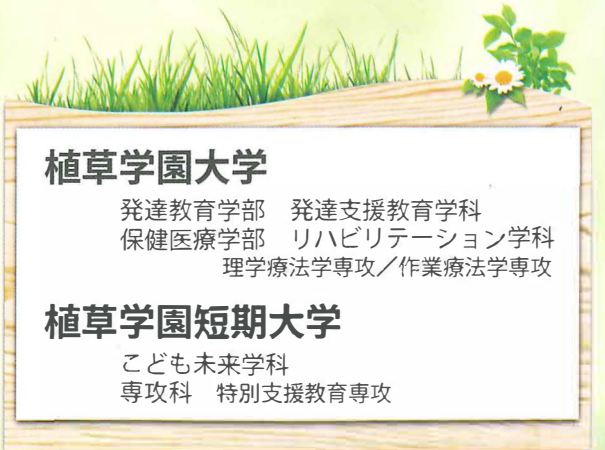 植草学園大学
発達教育学部　発達支援教育学科
保健医療学部　リハビリテーション学科
理学療法学専攻／作業療法学専攻
植草学園短期大学
こども未来学科
専攻科　特別支援教育専攻